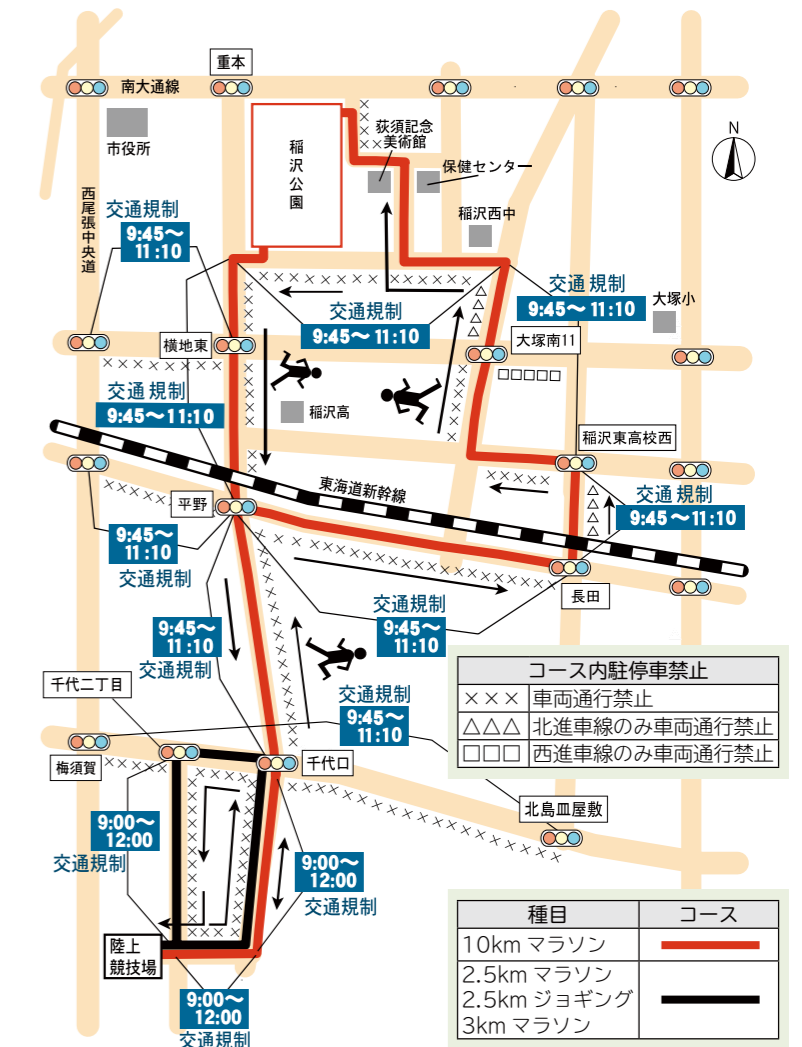 重本
南大通線
市役所
西尾張中央道
稲沢公園
荻須記念
美術館
保健センター
稲沢西中
N
交通規制
9:45〜
11:10
交通規制
9:45〜11:10
交通規制
9:45〜11:10
大塚小
横地東
大塚南11
交通規制
9:45〜11:10
稲沢高
稲沢東高校西
東海道新幹線
平野
交通規制
9:45〜11:10
9:45〜
11:10
交通規制
長田
交通規制
9:45〜
11:10
9:45〜
11:10
交通規制
千代二丁目
交通規制
9:45〜
11:10
コース内駐停車禁止
××× 車両通行禁止
△△△ 北進車線のみ車両通行禁止
□□□ 西進車線のみ車両通行禁止
梅須賀
千代口
北島皿屋敷
9:00〜
12:00
交通規制
9:00〜
12:00
交通規制
陸上
競技場
9:00〜
12:00
交通規制
種目 コース
10km マラソン
2.5km マラソン
2.5km ジョギング
3km マラソン